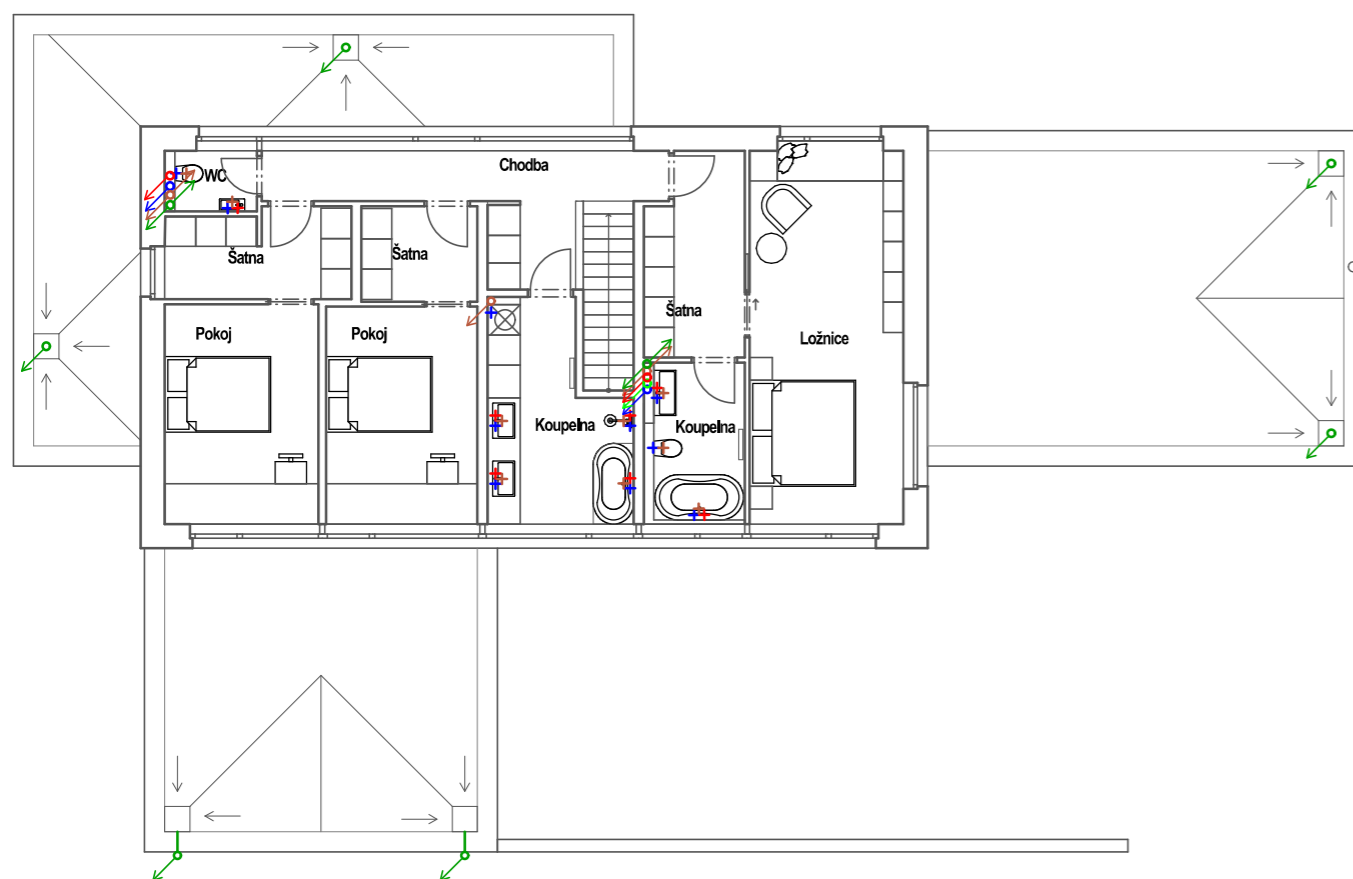 Chodba
WC
Šatna
Šatna
Šatna
Pokoj
Pokoj
Ložnice
Koupelna
Koupelna